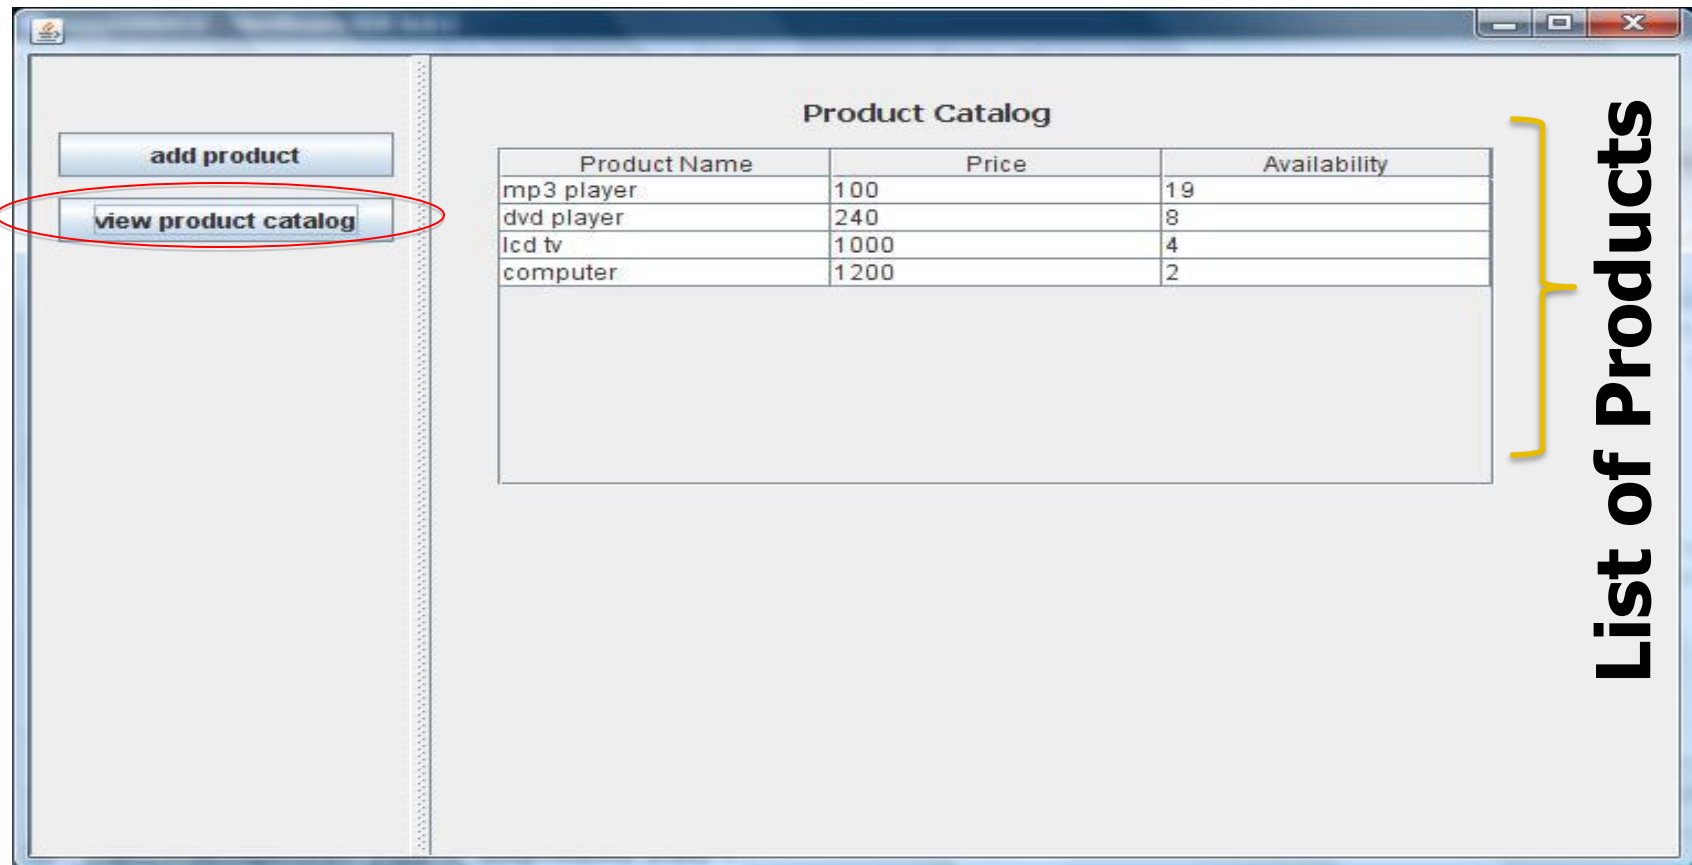 add product
view product catalog
Product Catalog
Product Name Price Availability
mp3 player 100 19
dvd player 240 8
lcd tv 1000 4
computer 1200 2
List of Products